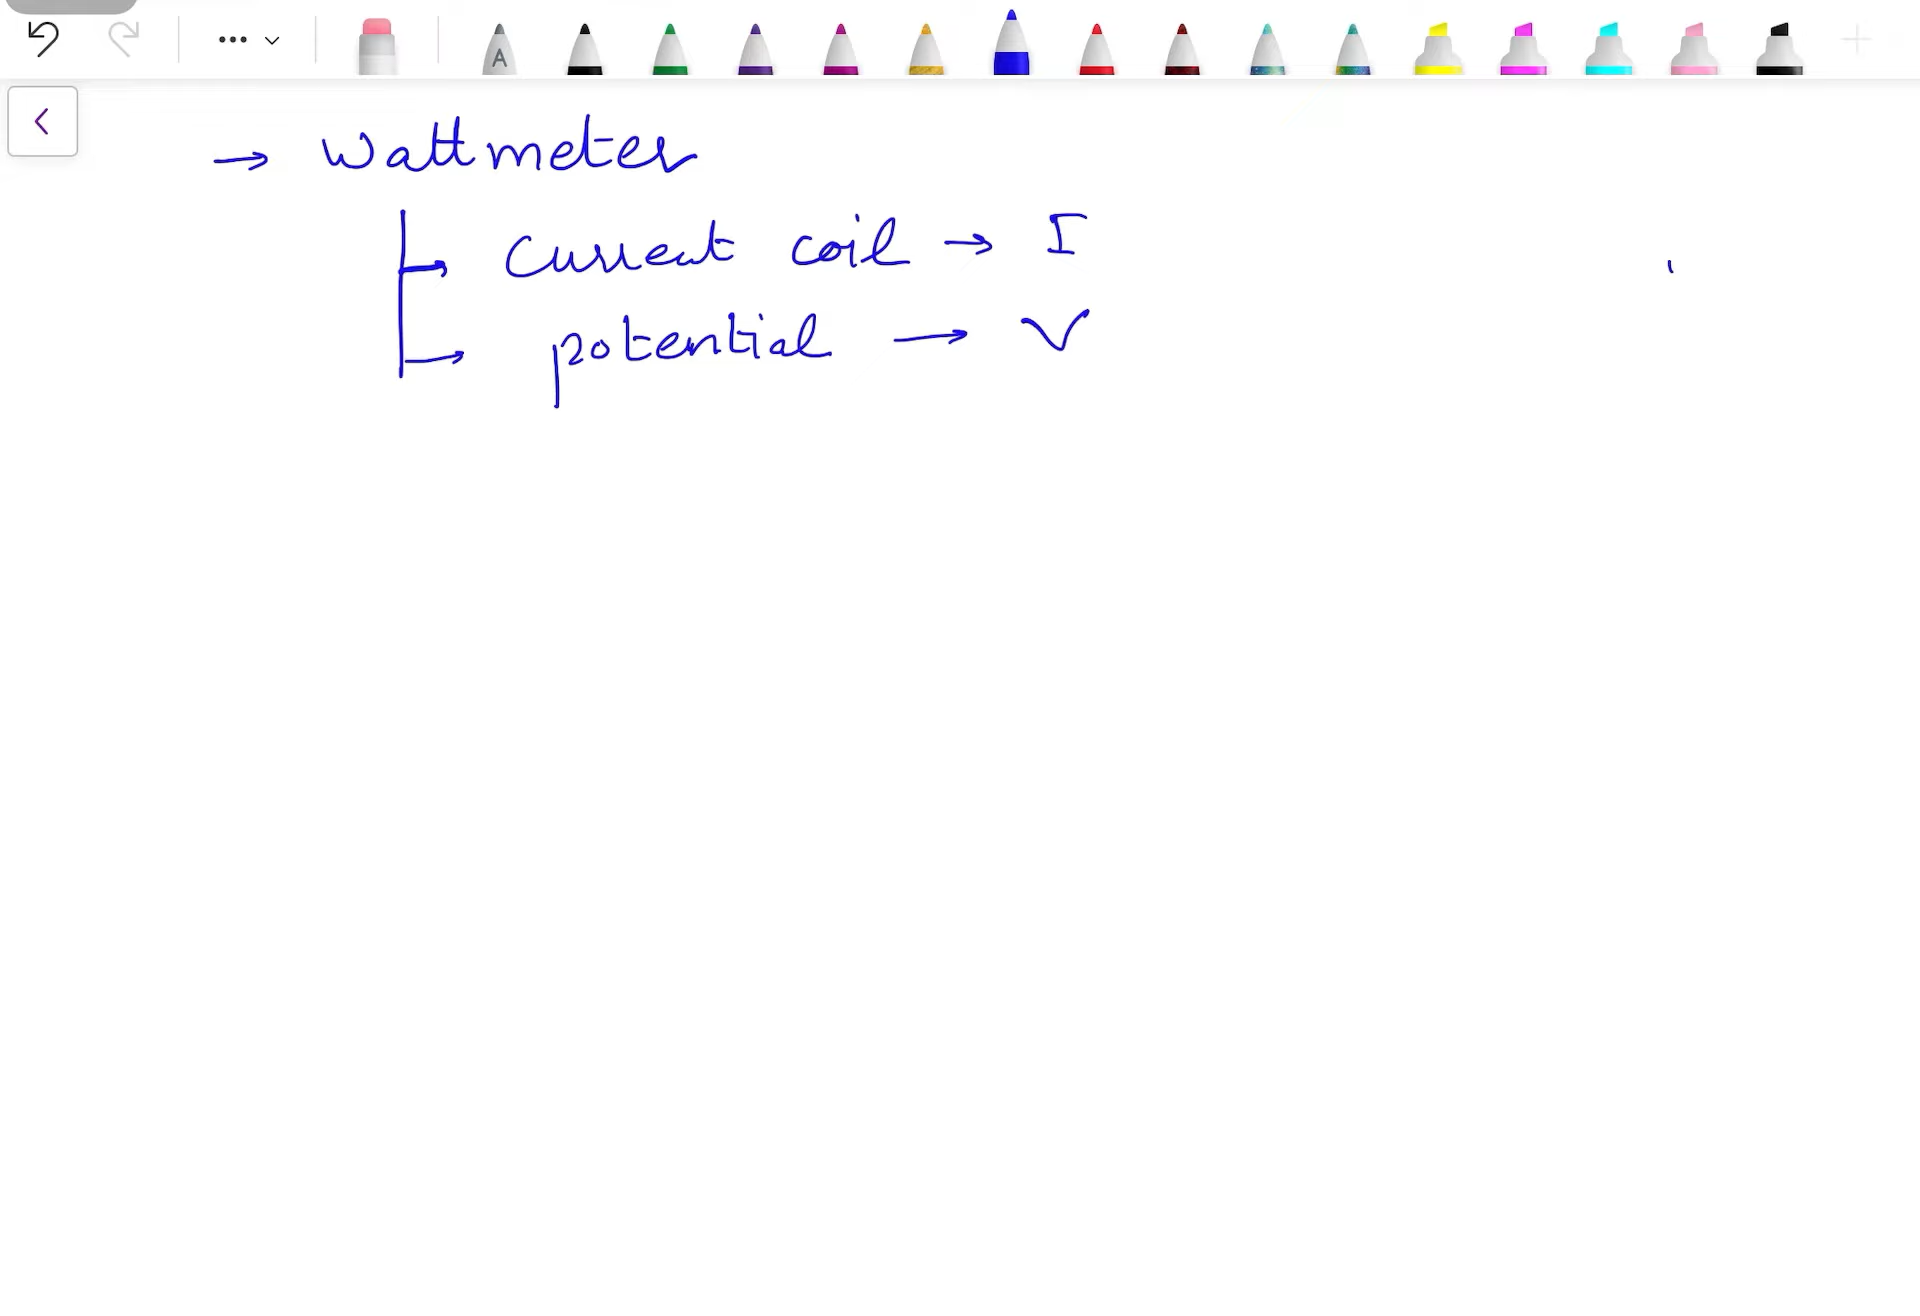 → Wattmeter
→ Current coil → I
→ potential → V